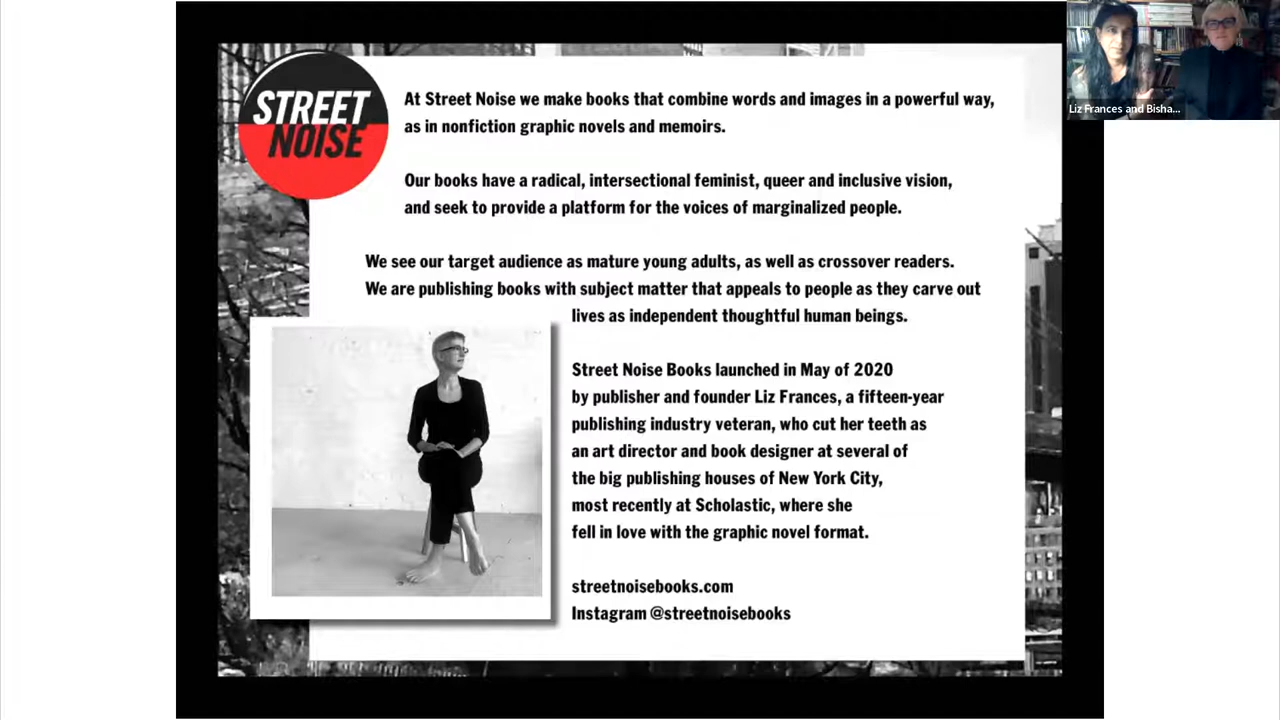 STREET
NOISE
At Street Noise we make books that combine words and images in a powerful way,
as in nonfiction graphic novels and memoirs.
Our books have a radical, intersectional feminist, queer and inclusive vision,
and seek to provide a platform for the voices of marginalized people.
We see our target audience as mature young adults, as well as crossover readers.
We are publishing books with subject matter that appeals to people as they carve out
lives as independent thoughtful human beings.
Street Noise Books launched in May of 2020
by publisher and founder Liz Frances, a fifteen-year
publishing industry veteran, who cut her teeth as
an art director and book designer at several of
the big publishing houses of New York City,
most recently at Scholastic, where she
fell in love with the graphic novel format.
streetnoisebooks.com
Instagram @streetnoisebooks
Liz Frances and Bisha...